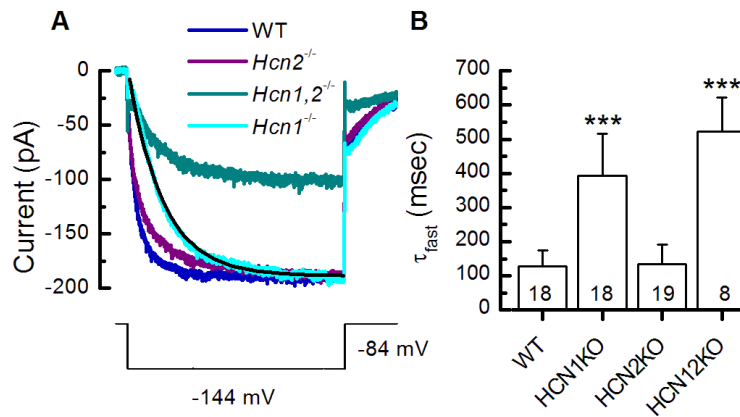 A
WT
Hcn2-/-
Hcn1,2-/-
Hcn1-/-
Current (pA)
0
-50
-100
-150
-200
-84 mV
-144 mV
B
τfast (msec)
700
600
500
400
300
200
100
0
***
***
18
18
19
8
WT
HCN1KO
HCN2KO
HCN12KO